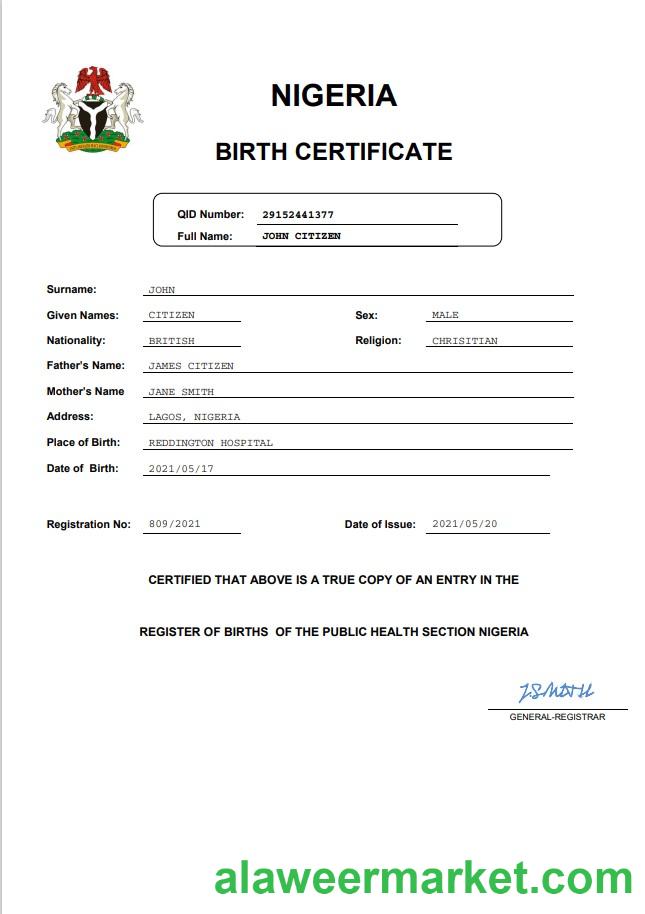 NIGERIA
BIRTH CERTIFICATE
QID Number: 29152441377
Full Name: JOHN CITIZEN
Surname: JOHN
Given Names: CITIZEN Sex: MALE
Nationality: BRITISH Religion: CHRISITIAN
Father's Name: JAMES CITIZEN
Mother's Name JANE SMITH
Address: LAGOS, NIGERIA
Place of Birth: REDDINGTON HOSPITAL
Date of Birth: 2021/05/17
Registration No: 809/2021 Date of Issue: 2021/05/20
CERTIFIED THAT ABOVE IS A TRUE COPY OF AN ENTRY IN THE
REGISTER OF BIRTHS OF THE PUBLIC HEALTH SECTION NIGERIA
J.SMITH
GENERAL-REGISTRAR
alaweermarket.com